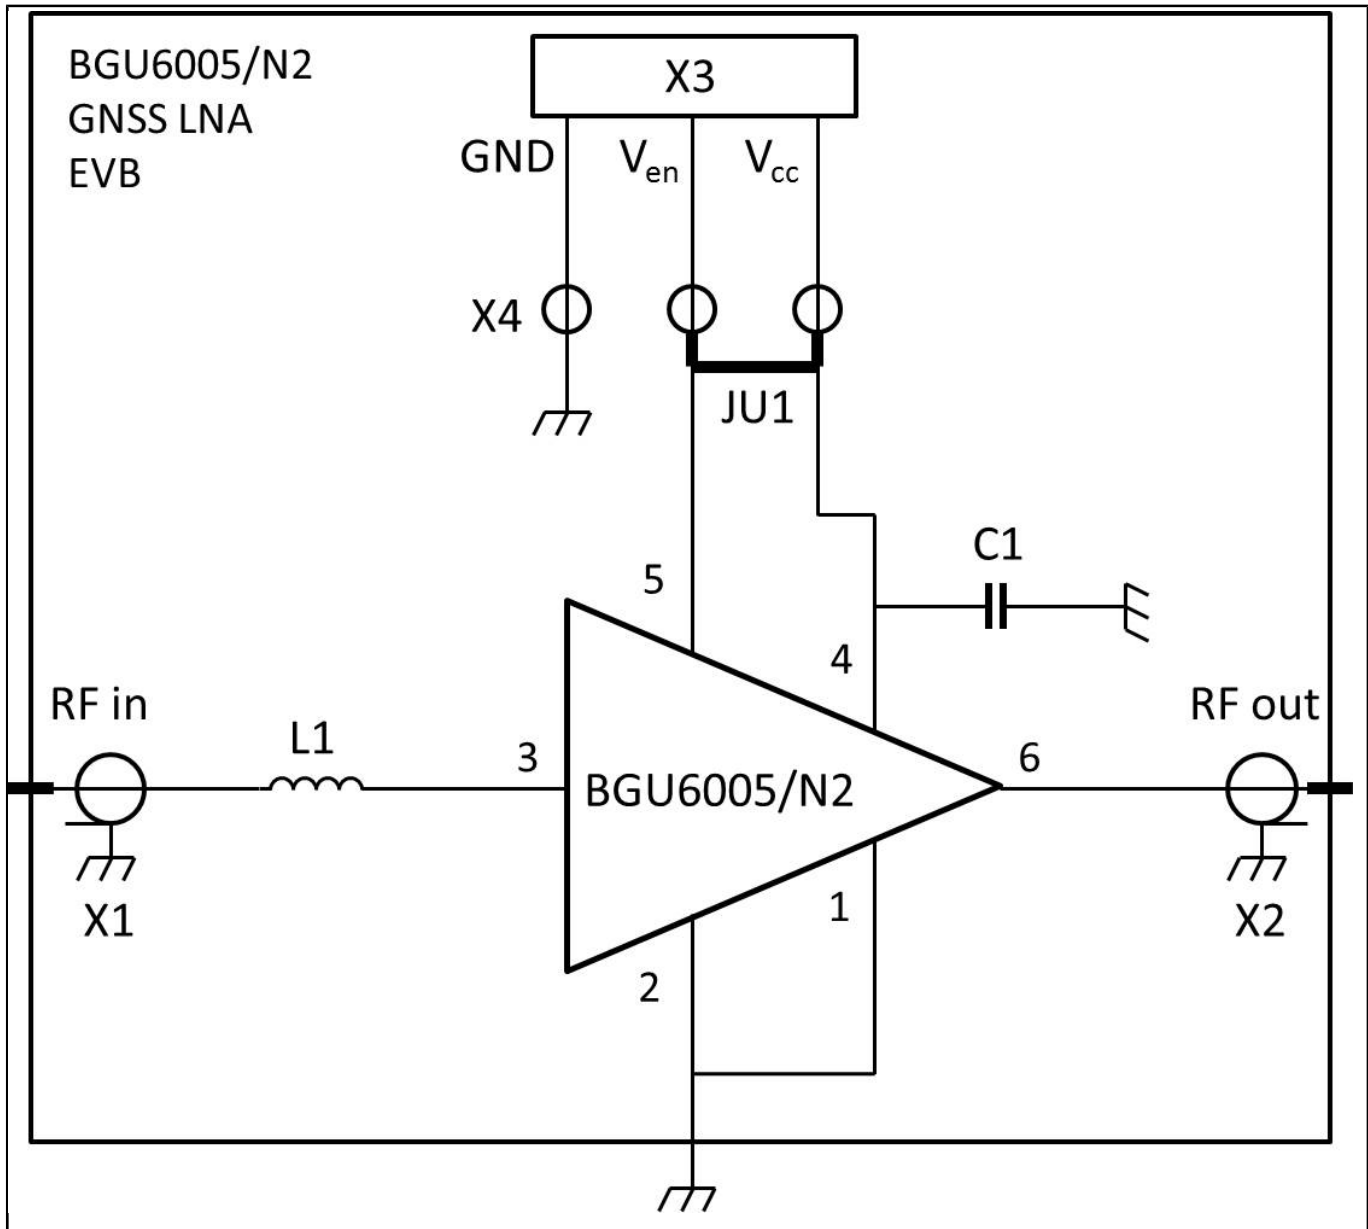 BGU6005/N2
GNSS LNA
EVB
X3
GND
Ven
Vcc
X4
JU1
C1
5
4
RF in
L1
3
BGU6005/N2
6
RF out
X1
2
1
X2